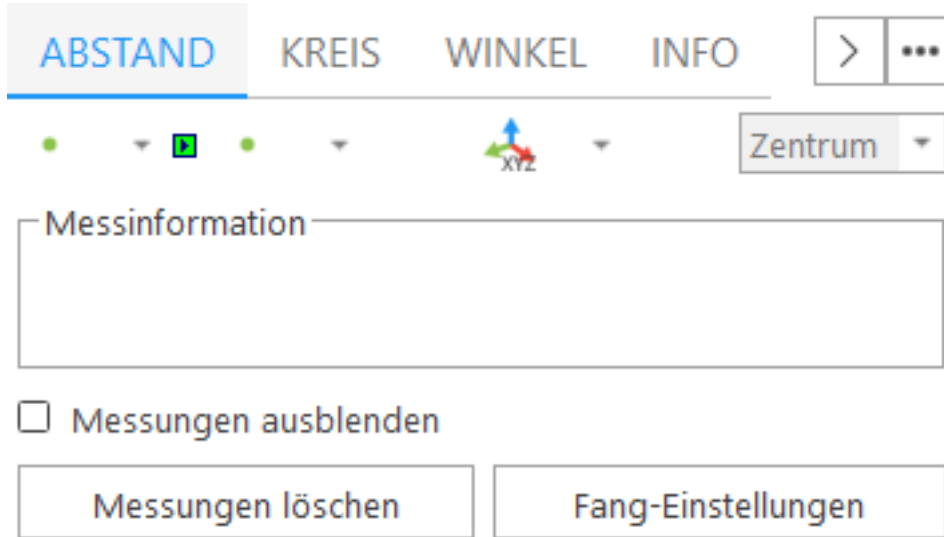 ABSTAND KREIS WINKEL INFO
XYZ Zentrum
Messinformation
Messungen ausblenden
Messungen löschen Fang-Einstellungen